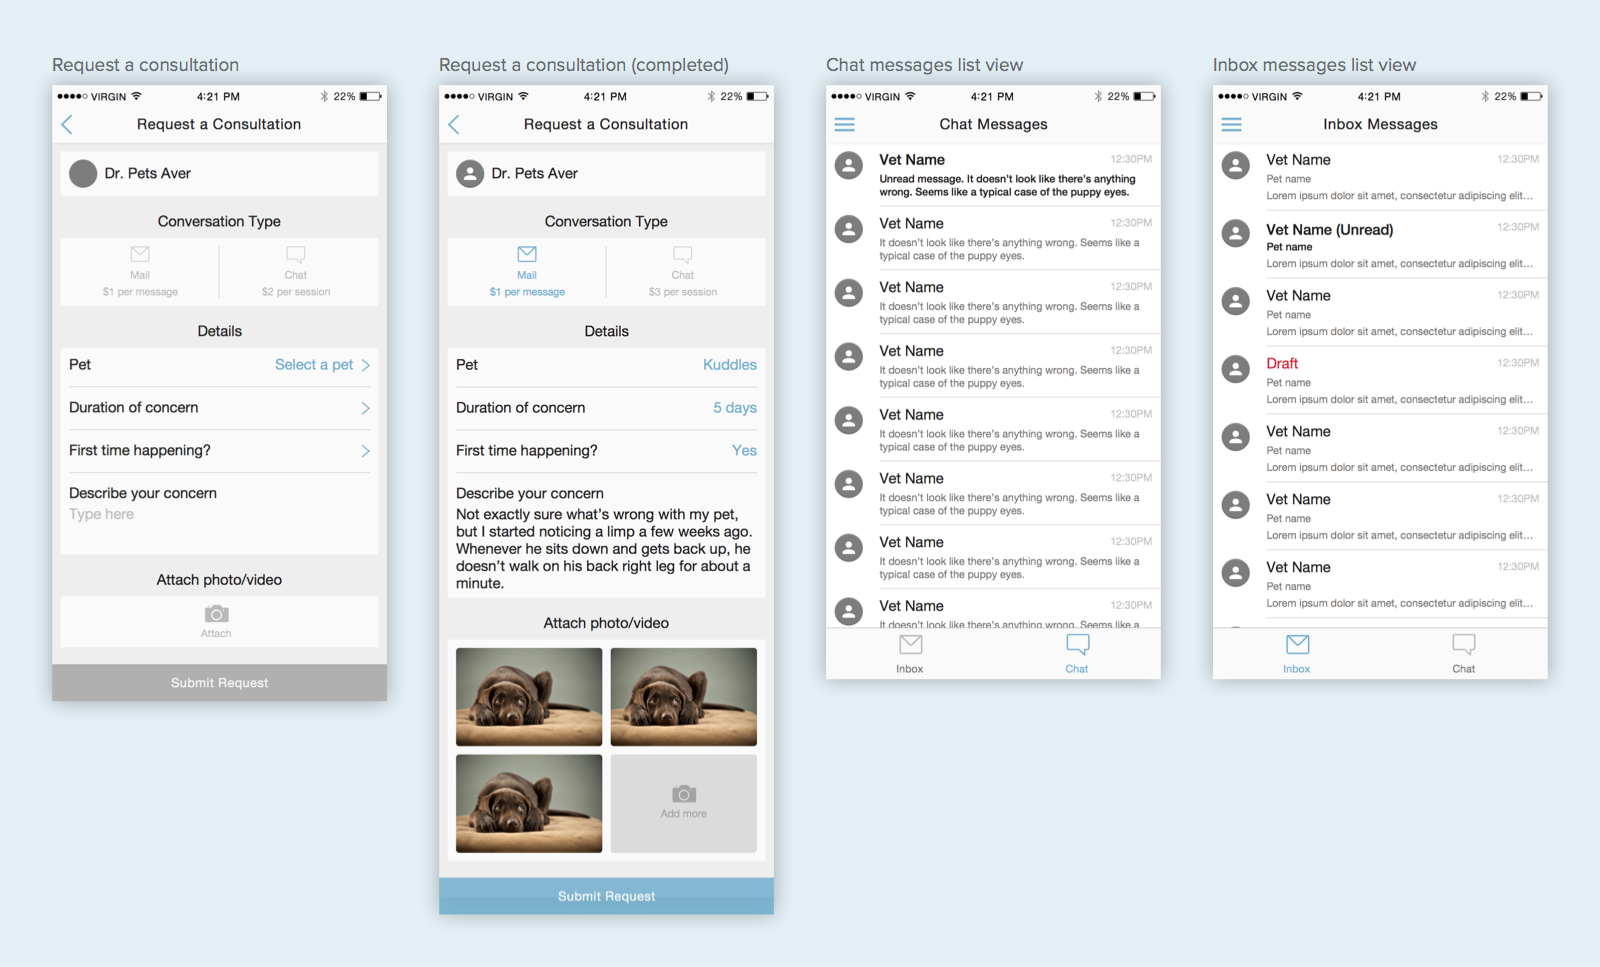 Request a consultation
VIRGIN 4:21 PM 22%
Request a Consultation
Dr. Pets Aver
Conversation Type
Mail
$1 per message
Chat
$2 per session
Details
Pet Select a pet
Duration of concern
First time happening?
Describe your concern
Type here
Attach photo/video
Attach
Submit Request
Request a consultation (completed)
VIRGIN 4:21 PM 22%
Request a Consultation
Dr. Pets Aver
Conversation Type
Mail
$1 per message
Chat
$3 per session
Details
Pet Kuddles
Duration of concern 5 days
First time happening? Yes
Describe your concern
Not exactly sure what's wrong with my pet,
but I started noticing a limp a few weeks ago.
Whenever he sits down and gets back up, he
doesn't walk on his back right leg for about a
minute.
Attach photo/video
Add more
Submit Request
Chat messages list view
VIRGIN 4:21 PM 22%
Chat Messages
Vet Name 12:30PM
Unread message. It doesn't look like there's anything
wrong. Seems like a typical case of the puppy eyes.
Vet Name 12:30PM
It doesn't look like there's anything wrong. Seems like a
typical case of the puppy eyes.
Vet Name 12:30PM
It doesn't look like there's anything wrong. Seems like a
typical case of the puppy eyes.
Vet Name 12:30PM
It doesn't look like there's anything wrong. Seems like a
typical case of the puppy eyes.
Vet Name 12:30PM
It doesn't look like there's anything wrong. Seems like a
typical case of the puppy eyes.
Vet Name 12:30PM
It doesn't look like there's anything wrong. Seems like a
typical case of the puppy eyes.
Vet Name 12:30PM
It doesn't look like there's anything wrong. Seems like a
typical case of the puppy eyes.
Vet Name 12:30PM
It doesn't look like there's anything wrong. Seems like a
Inbox
Chat
Inbox messages list view
VIRGIN 4:21 PM 22%
Inbox Messages
Vet Name 12:30PM
Pet name
Lorem ipsum dolor sit amet, consectetur adipiscing elit...
Vet Name (Unread) 12:30PM
Pet name
Lorem ipsum dolor sit amet, consectetur adipiscing elit...
Vet Name 12:30PM
Pet name
Lorem ipsum dolor sit amet, consectetur adipiscing elit...
Draft 12:30PM
Pet name
Lorem ipsum dolor sit amet, consectetur adipiscing elit...
Vet Name 12:30PM
Pet name
Lorem ipsum dolor sit amet, consectetur adipiscing elit...
Vet Name 12:30PM
Pet name
Lorem ipsum dolor sit amet, consectetur adipiscing elit...
Vet Name 12:30PM
Pet name
Lorem ipsum dolor sit amet, consectetur adipiscing elit...
Inbox
Chat